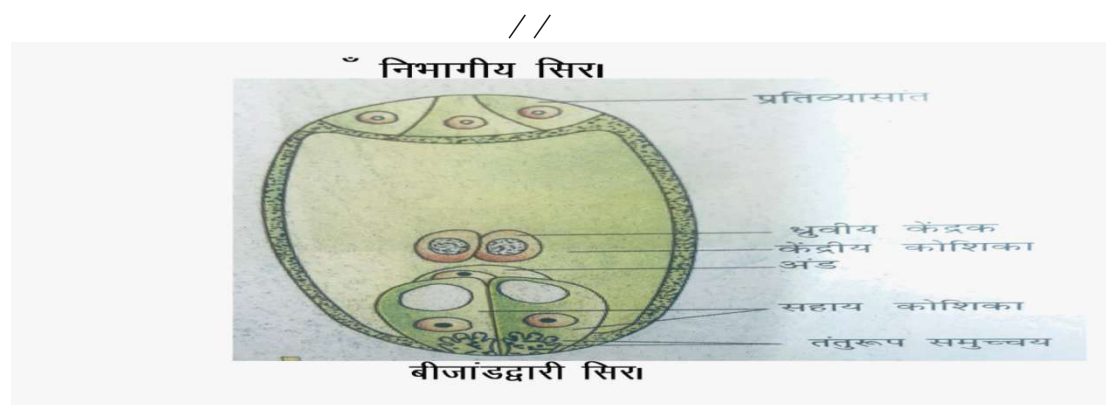 //
ँ निभागीय सिर।
प्रतिव्यासांत
ध्रुवीय केंद्रक
केंद्रीय कोशिका
अंड
सहाय कोशिका
तंतुरूप समुच्चय
बीजांडद्वारी सिर।